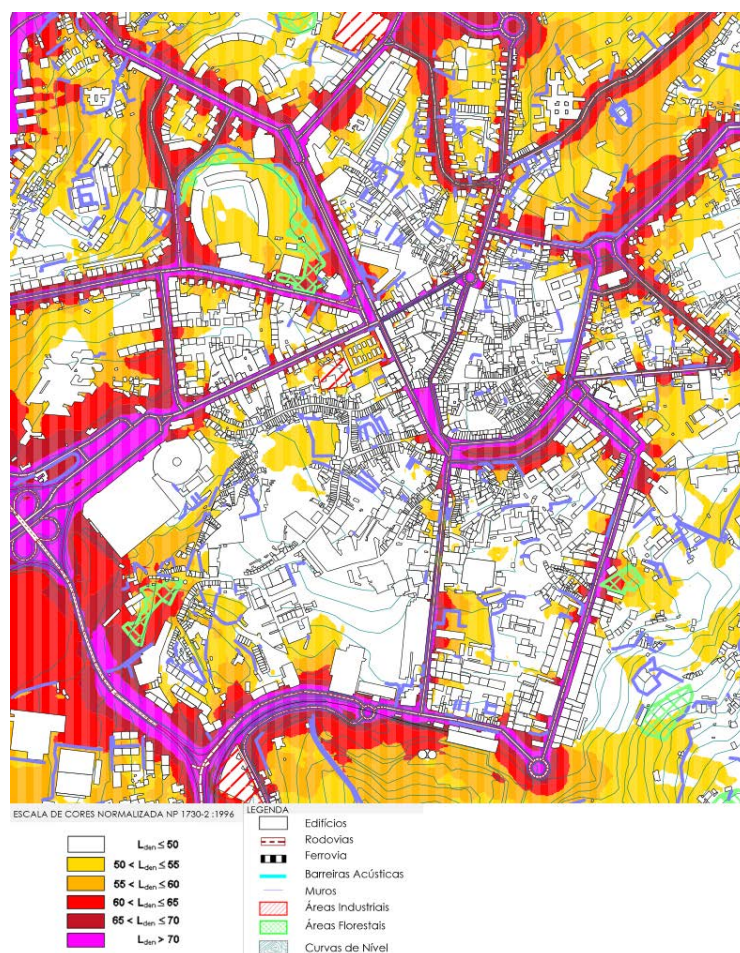 ESCALA DE CORES NORMALIZADA NP 1730-2 :1996
Lden ≤ 50
50 < Lden ≤ 55
55 < Lden ≤ 60
60 < Lden ≤ 65
65 < Lden ≤ 70
Lden > 70
LEGENDA
Edifícios
Rodovias
Ferrovia
Barreiras Acústicas
Muros
Áreas Industriais
Áreas Florestais
Curvas de Nível